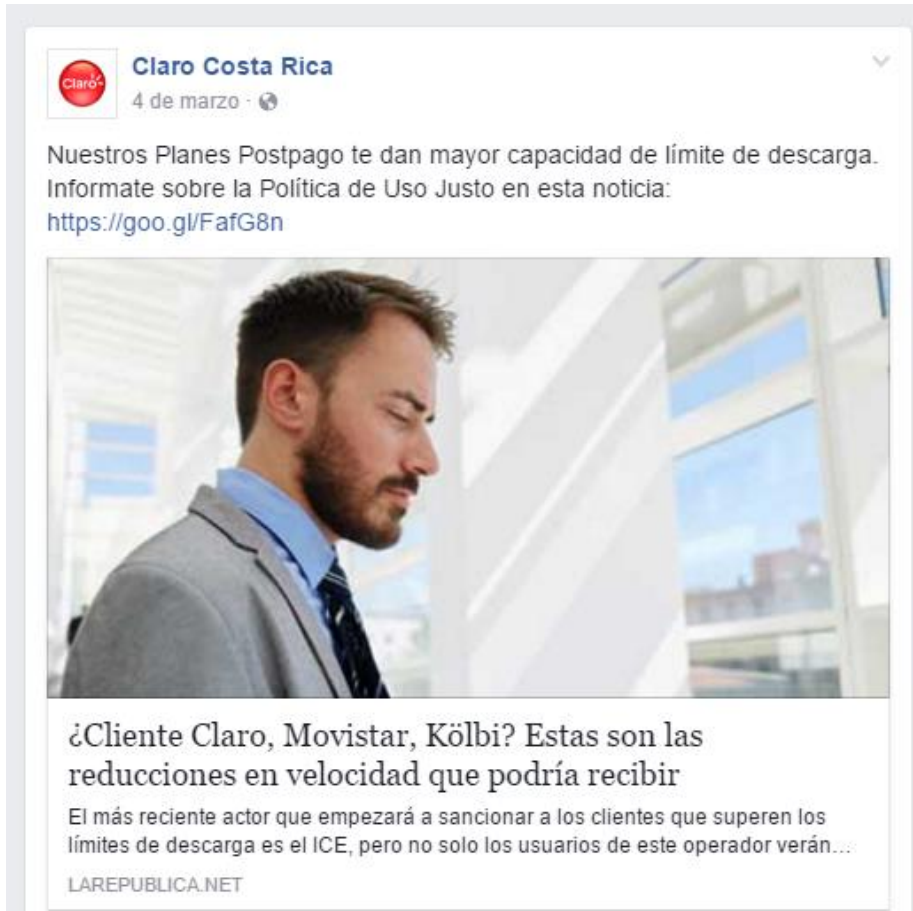 Claro
Claro Costa Rica
4 de marzo ·
Nuestros Planes Postpago te dan mayor capacidad de límite de descarga.
Informate sobre la Política de Uso Justo en esta noticia:
https://goo.gl/FafG8n
¿Cliente Claro, Movistar, Kölbi? Estas son las
reducciones en velocidad que podría recibir
El más reciente actor que empezará a sancionar a los clientes que superen los
límites de descarga es el ICE, pero no solo los usuarios de este operador verán...
LAREPUBLICA.NET